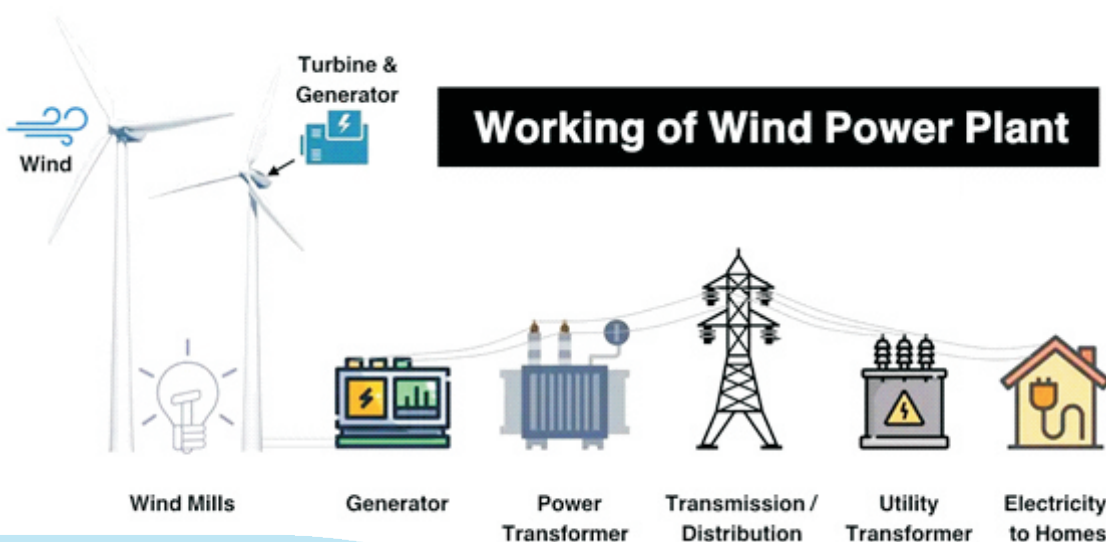 Turbine &
Generator
Working of Wind Power Plant
Wind
Wind Mills
Generator
Power
Transformer
Transmission /
Distribution
Utility
Transformer
Electricity
to Homes